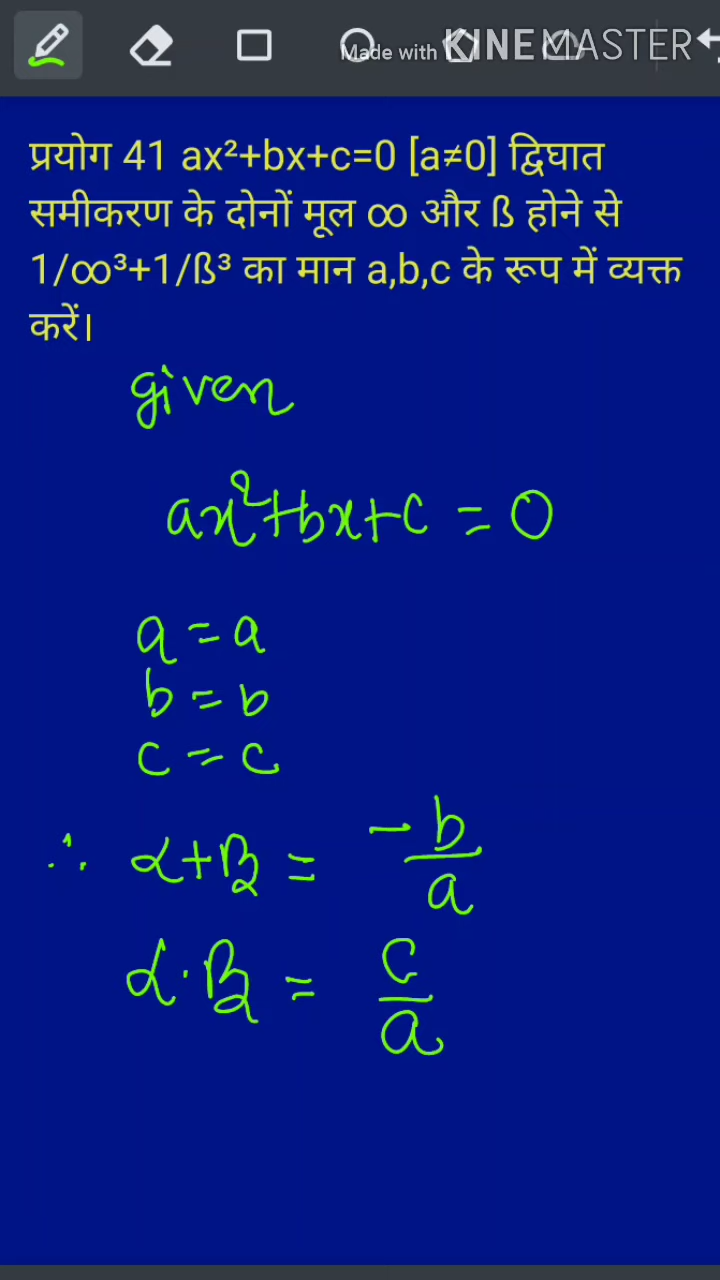 Made with KINEMASTER
प्रयोग 41 ax²+bx+c=0 [a≠0] द्विघात
समीकरण के दोनों मूल ∞ और ß होने से
1/∞³+1/ß³ का मान a,b,c के रूप में व्यक्त
करें।
given
ax²+bx+c = 0
a = a
b = b
c = c
∴ α+β = -b/a
α·β = c/a